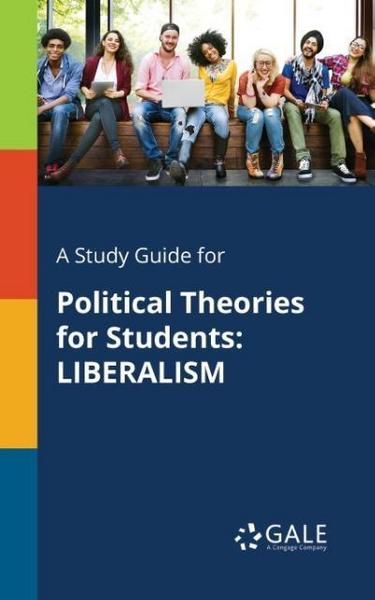 A Study Guide for
Political Theories
for Students:
LIBERALISM
GALE
A Cengage Company